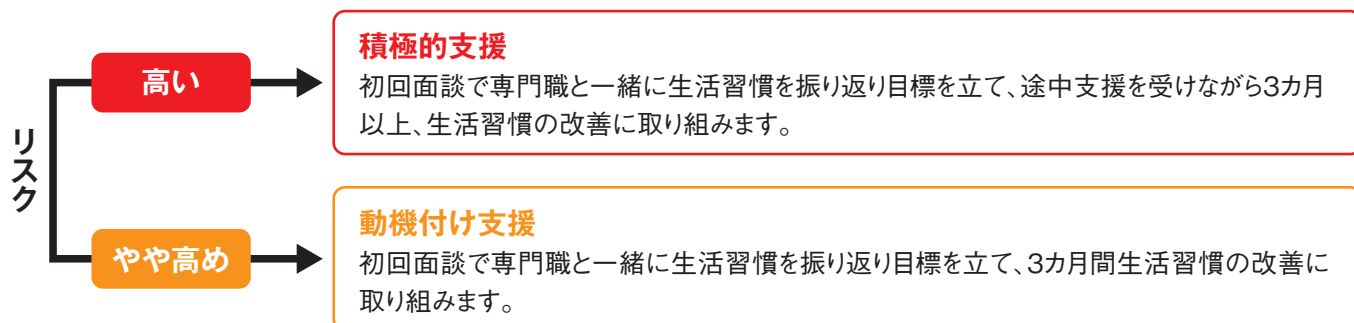 リスク
高い
積極的支援
初回面談で専門職と一緒に生活習慣を振り返り目標を立て、途中支援を受けながら3カ月
以上、生活習慣の改善に取り組みます。
やや高め
動機付け支援
初回面談で専門職と一緒に生活習慣を振り返り目標を立て、3カ月間生活習慣の改善に
取り組みます。